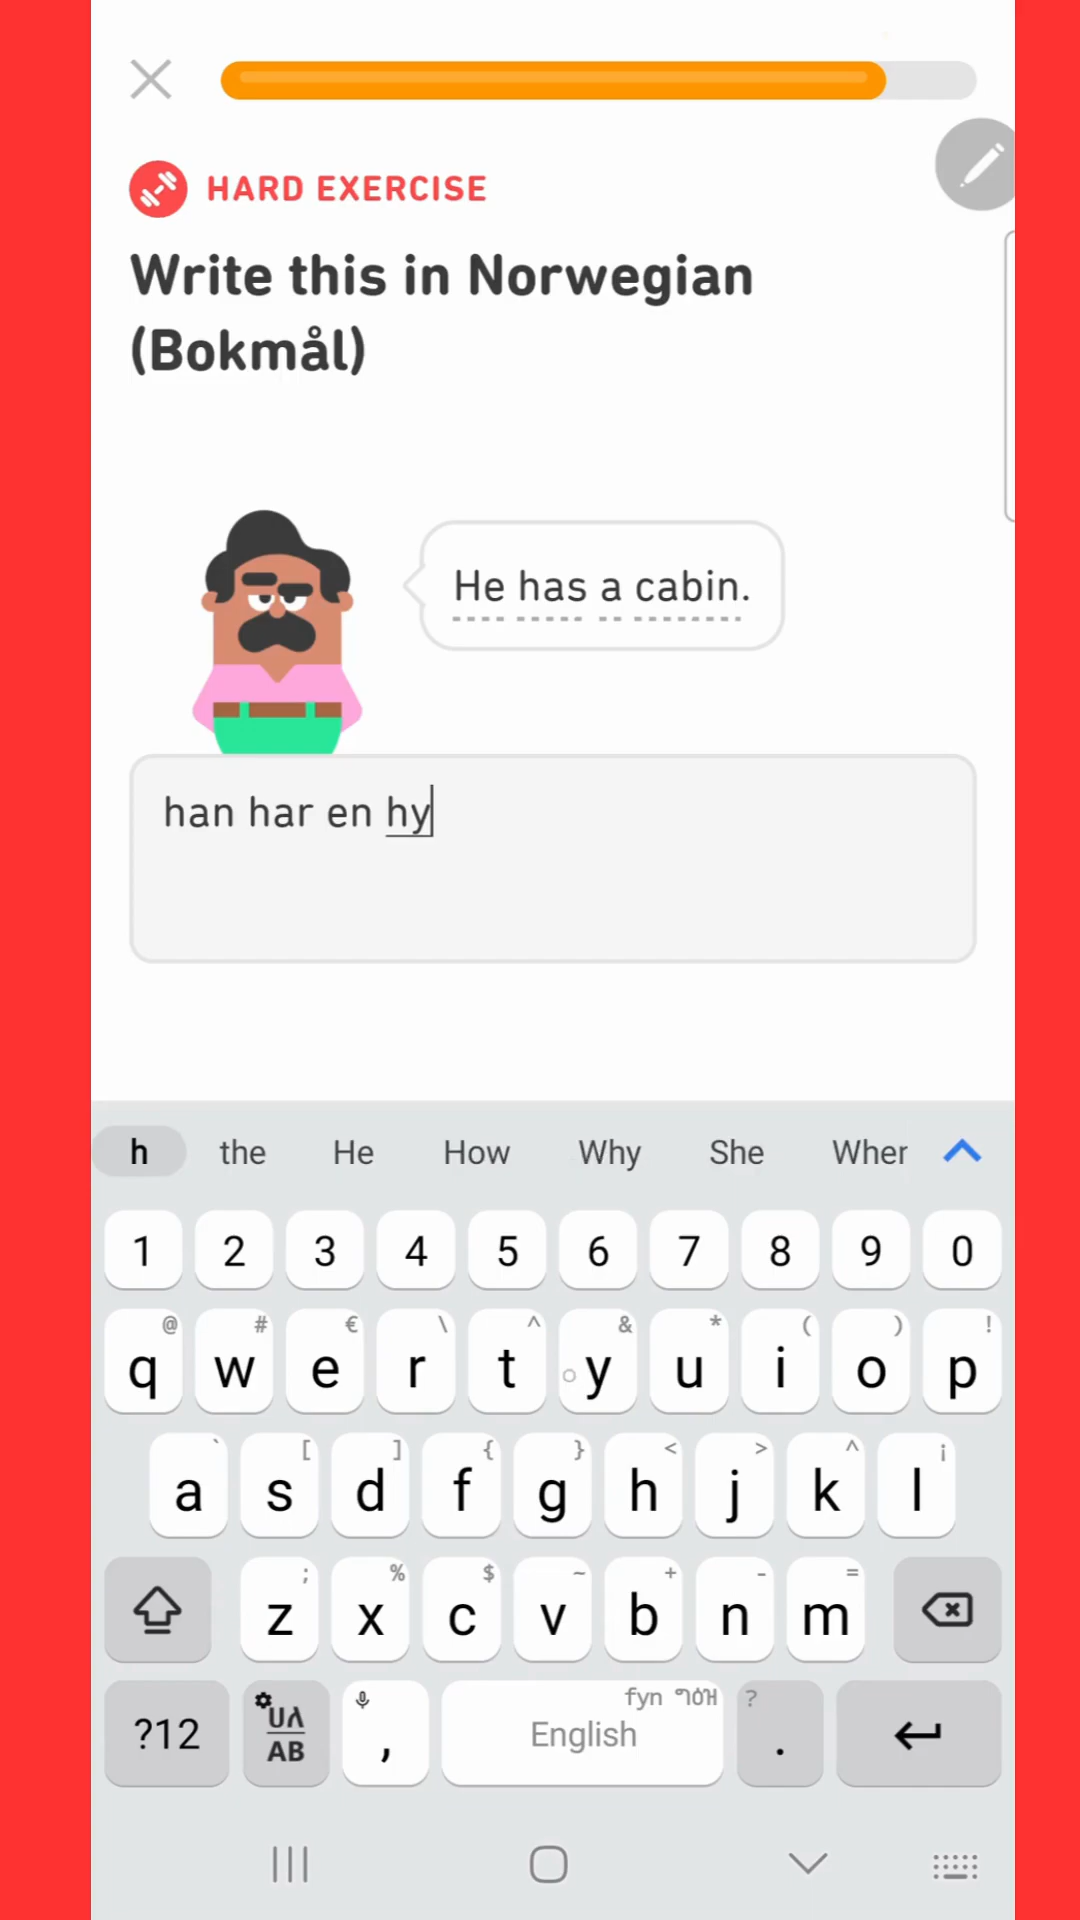 HARD EXERCISE
Write this in Norwegian
(Bokmål)
He has a cabin.
han har en hy
h the He How Why She Wher
1 2 3 4 5 6 7 8 9 0
@ # € \ ^ & * ( ) !
q w e r t y u i o p
` [ ] { } < > ^ ¡
a s d f g h j k l
; % $ ~ + - =
z x c v b n m
?12 AB , English .
?